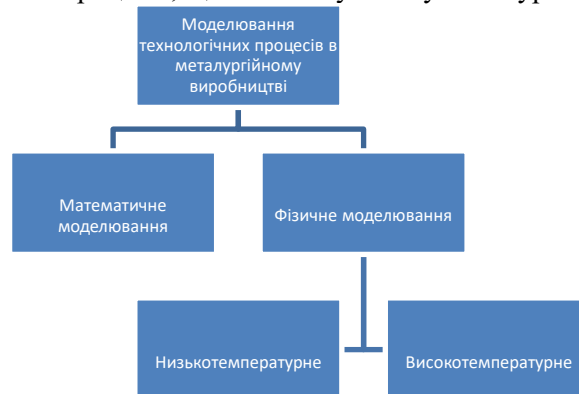 Моделювання
технологічних процесів в
металургійному
виробництві
Математичне
моделювання
Фізичне моделювання
Низькотемпературне
Високотемпературне